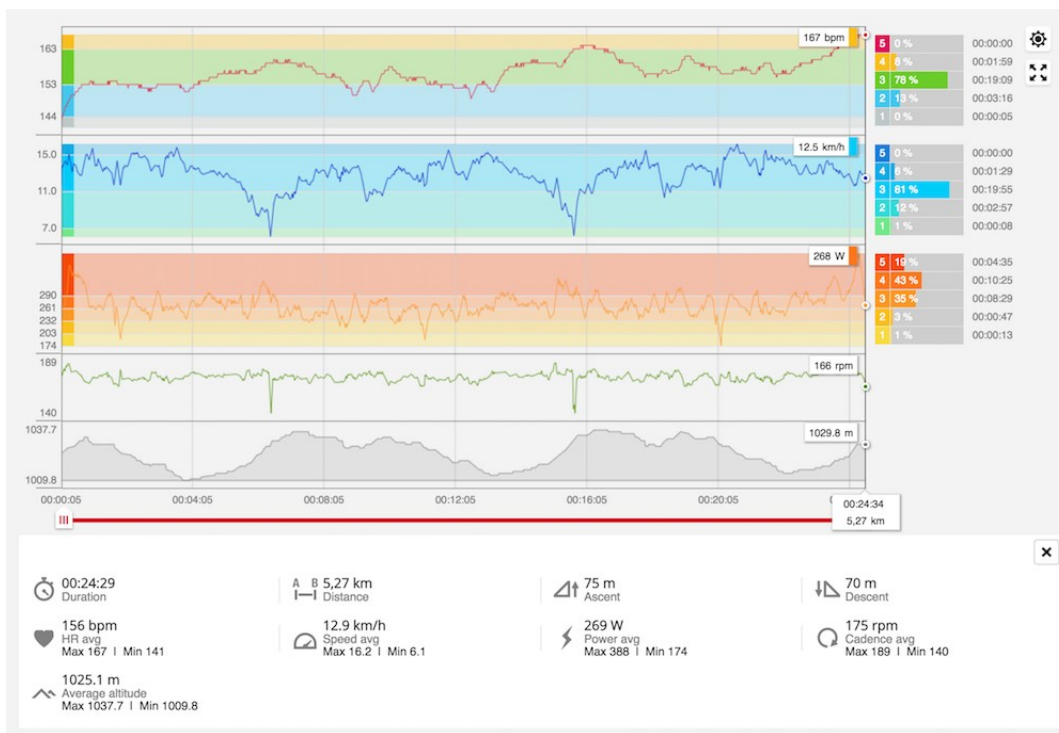 163
153
144
167 bpm
5 0 % 00:00:00
4 8 % 00:01:59
3 78 % 00:19:09
2 13 % 00:03:16
1 0 % 00:00:05
15.0
11.0
7.0
12.5 km/h
5 0 % 00:00:00
4 6 % 00:01:29
3 81 % 00:19:55
2 12 % 00:02:57
1 1 % 00:00:08
290
261
232
203
174
268 W
5 19 % 00:04:35
4 43 % 00:10:25
3 35 % 00:08:29
2 3 % 00:00:47
1 1 % 00:00:13
189
140
166 rpm
1037.7
1009.8
1029.8 m
00:00:05 00:04:05 00:08:05 00:12:05 00:16:05 00:20:05
00:24:34
5,27 km
00:24:29
Duration
A B 5,27 km
Distance
75 m
Ascent
70 m
Descent
156 bpm
HR avg
Max 167 | Min 141
12.9 km/h
Speed avg
Max 16.2 | Min 6.1
269 W
Power avg
Max 388 | Min 174
175 rpm
Cadence avg
Max 189 | Min 140
1025.1 m
Average altitude
Max 1037.7 | Min 1009.8